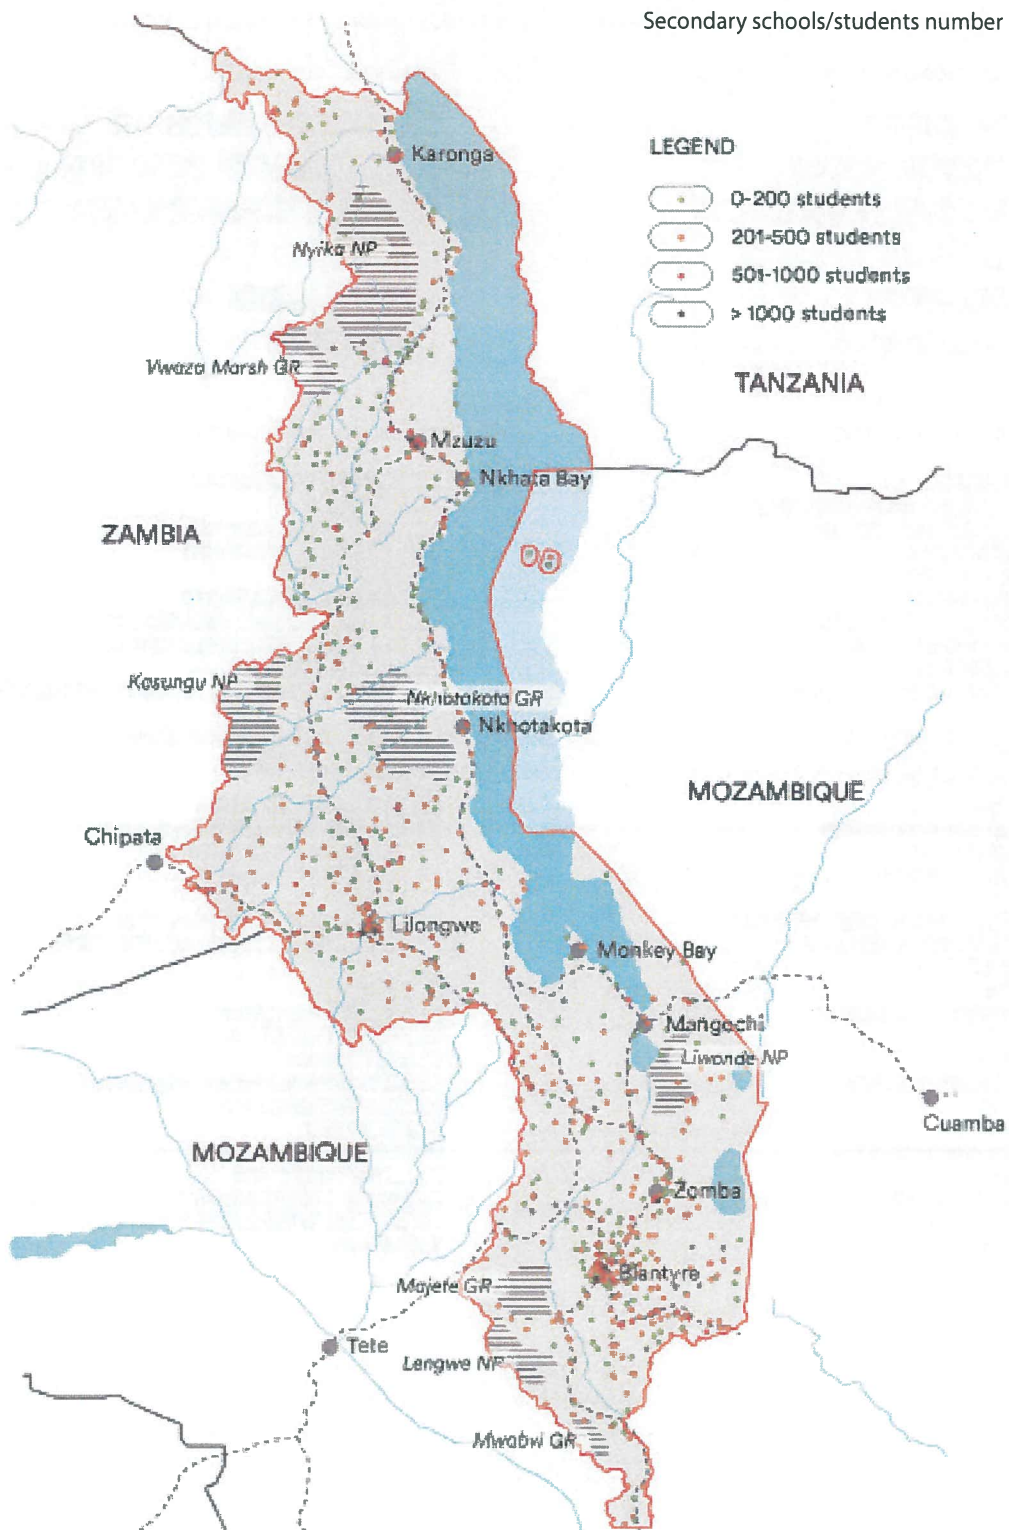 Secondary schools/students number
LEGEND
0-200 students
201-500 students
501-1000 students
> 1000 students
Karonga
Nyika NP
Vwaza Marsh GR
TANZANIA
Mzuzu
Nkhata Bay
ZAMBIA
Kasungu NP
Nkhotakota GR
Nkhotakota
MOZAMBIQUE
Chipata
Lilongwe
Monkey Bay
Mangochi
Liwonde NP
Cuamba
MOZAMBIQUE
Zomba
Blantyre
Majete GR
Tete
Lengwe NP
Mwabwi GR